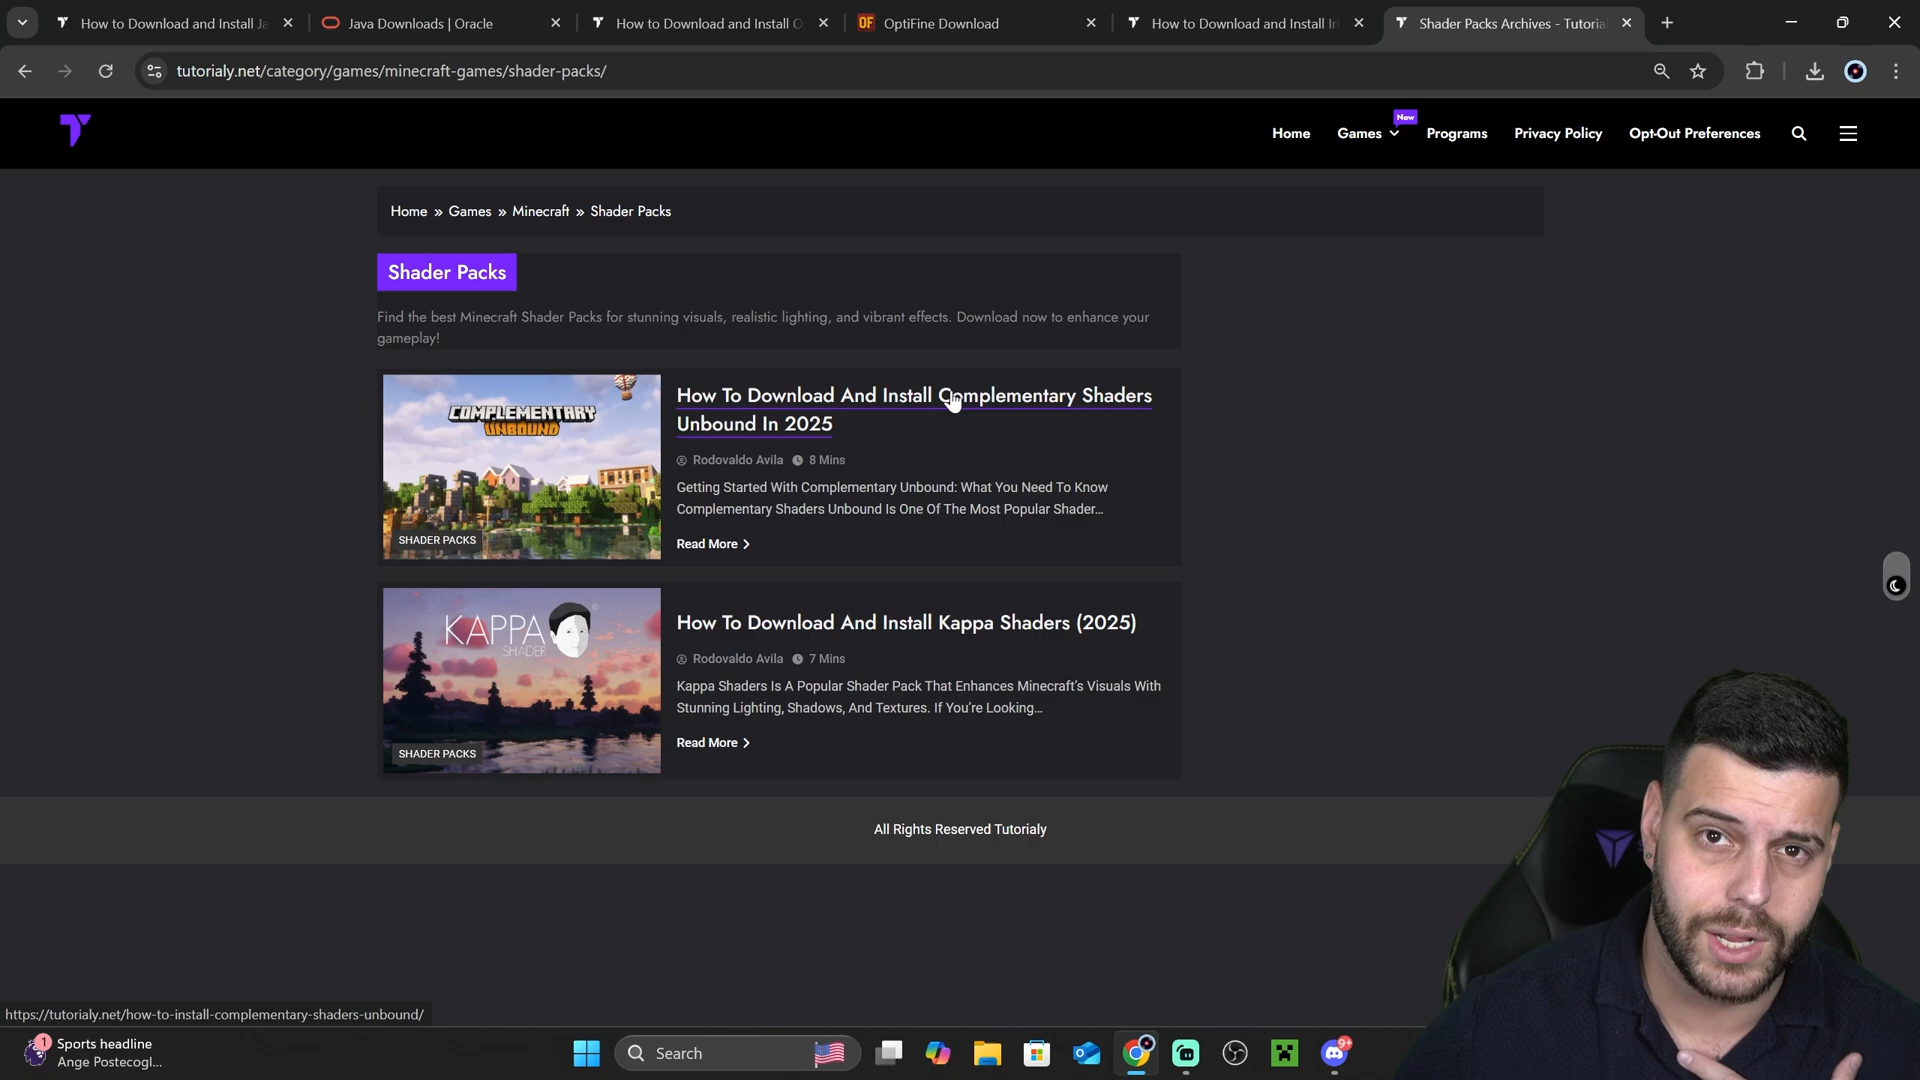 How to Download and Install Ja
Java Downloads | Oracle
How to Download and Install O
OF
OptiFine Download
How to Download and Install Iri
Shader Packs Archives - Tutoria
tutorialy.net/category/games/minecraft-games/shader-packs/
Home
Games
New
Programs
Privacy Policy
Opt-Out Preferences
Home » Games » Minecraft » Shader Packs
Shader Packs
Find the best Minecraft Shader Packs for stunning visuals, realistic lighting, and vibrant effects. Download now to enhance your
gameplay!
COMPLEMENTARY
UNBOUND
SHADER PACKS
How To Download And Install Complementary Shaders
Unbound In 2025
Rodovaldo Avila 8 Mins
Getting Started With Complementary Unbound: What You Need To Know
Complementary Shaders Unbound Is One Of The Most Popular Shader...
Read More
KAPPA
SHADER
SHADER PACKS
How To Download And Install Kappa Shaders (2025)
Rodovaldo Avila 7 Mins
Kappa Shaders Is A Popular Shader Pack That Enhances Minecraft's Visuals With
Stunning Lighting, Shadows, And Textures. If You're Looking...
Read More
All Rights Reserved Tutorialy
https://tutorialy.net/how-to-install-complementary-shaders-unbound/
1
Sports headline
Ange Postecogl...
Search
9+